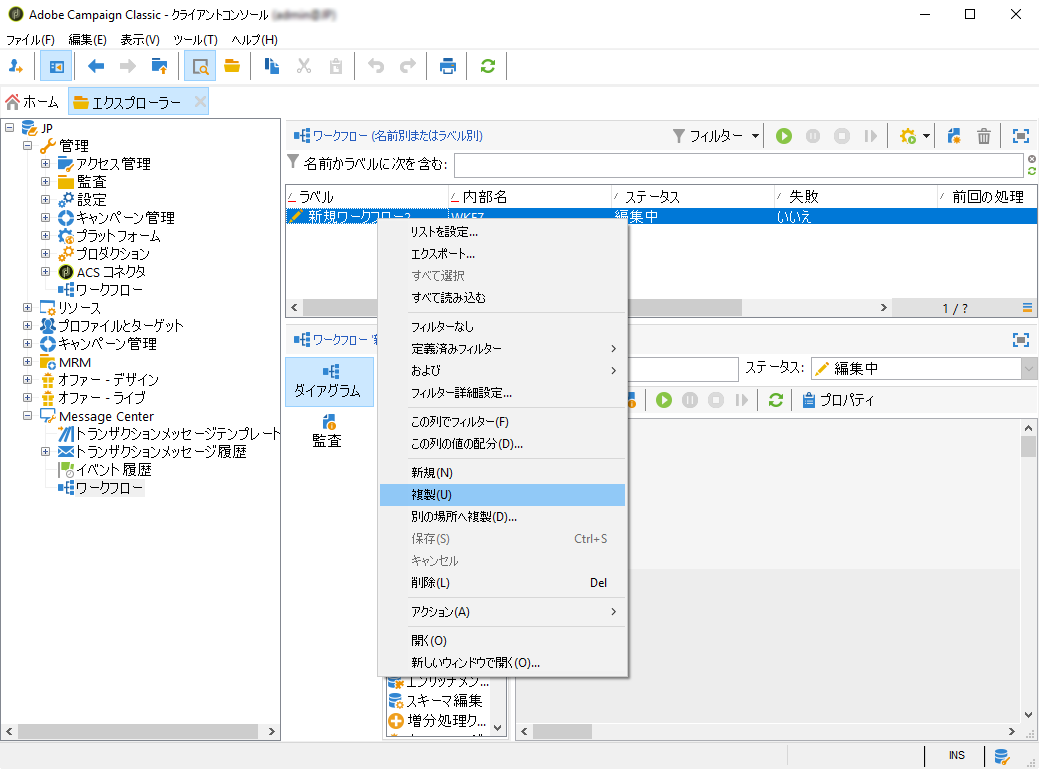 Adobe Campaign Classic - クライアントコンソール
ファイル(F) 編集(E) 表示(V) ツール(T) ヘルプ(H)
ホーム エクスプローラー
JP
管理
アクセス管理
監査
設定
キャンペーン管理
プラットフォーム
プロダクション
ACS コネクタ
ワークフロー
リソース
プロファイルとターゲット
キャンペーン管理
MRM
オファー - デザイン
オファー - ライブ
Message Center
トランザクションメッセージテンプレート
トランザクションメッセージ履歴
イベント履歴
ワークフロー
ワークフロー (名前別またはラベル別)
フィルター
名前かラベルに次を含む:
ラベル 内部名 ステータス 失敗 前回の処理
新規ワークフロー2 WKF7 編集中 いいえ
1 / ?
ワークフロー
ダイアグラム
監査
ステータス: 編集中
プロパティ
リストを設定...
エクスポート...
すべて選択
すべて読み込む
フィルターなし
定義済みフィルター
および
フィルター詳細設定...
この列でフィルター(F)
この列の値の配分(D)...
新規(N)
複製(U)
別の場所へ複製(D)...
保存(S) Ctrl+S
キャンセル
削除(L) Del
アクション(A)
開く(O)
新しいウィンドウで開く(O)...
エンリッチメン...
スキーマ編集
増分処理ク...
INS